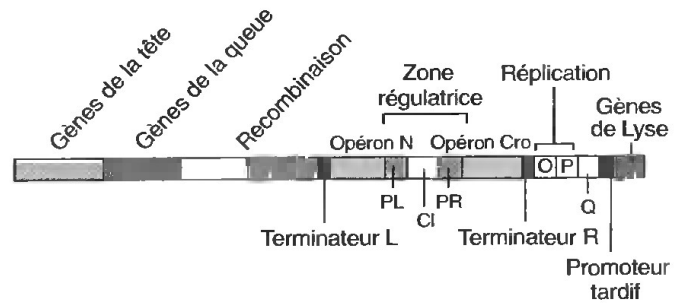 Gènes de la tête
Gènes de la queue
Recombinaison
Zone
régulatrice
Réplication
Gènes
de Lyse
Opéron N
Opéron Cro
O P
PL
CI
PR
Q
Terminateur L
Terminateur R
Promoteur
tardif